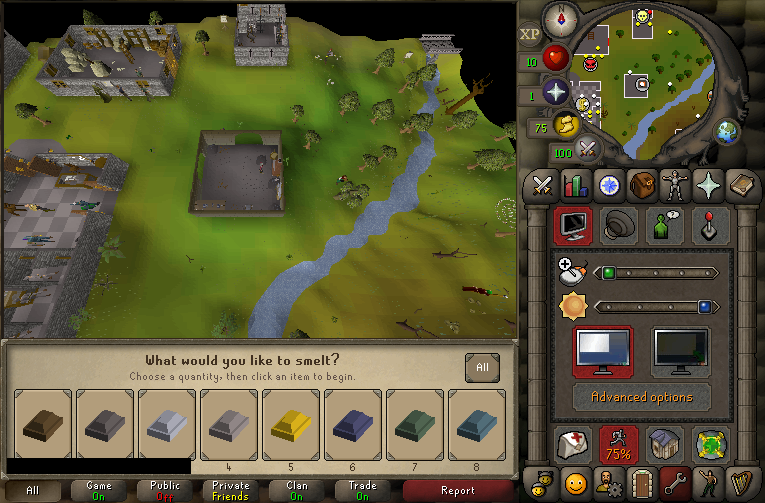 N
XP
10
1
75
100
Advanced options
75%
What would you like to smelt?
Choose a quantity, then click an item to begin.
All
4
5
6
7
8
All
Game
On
Public
Off
Private
Friends
Clan
On
Trade
On
Report